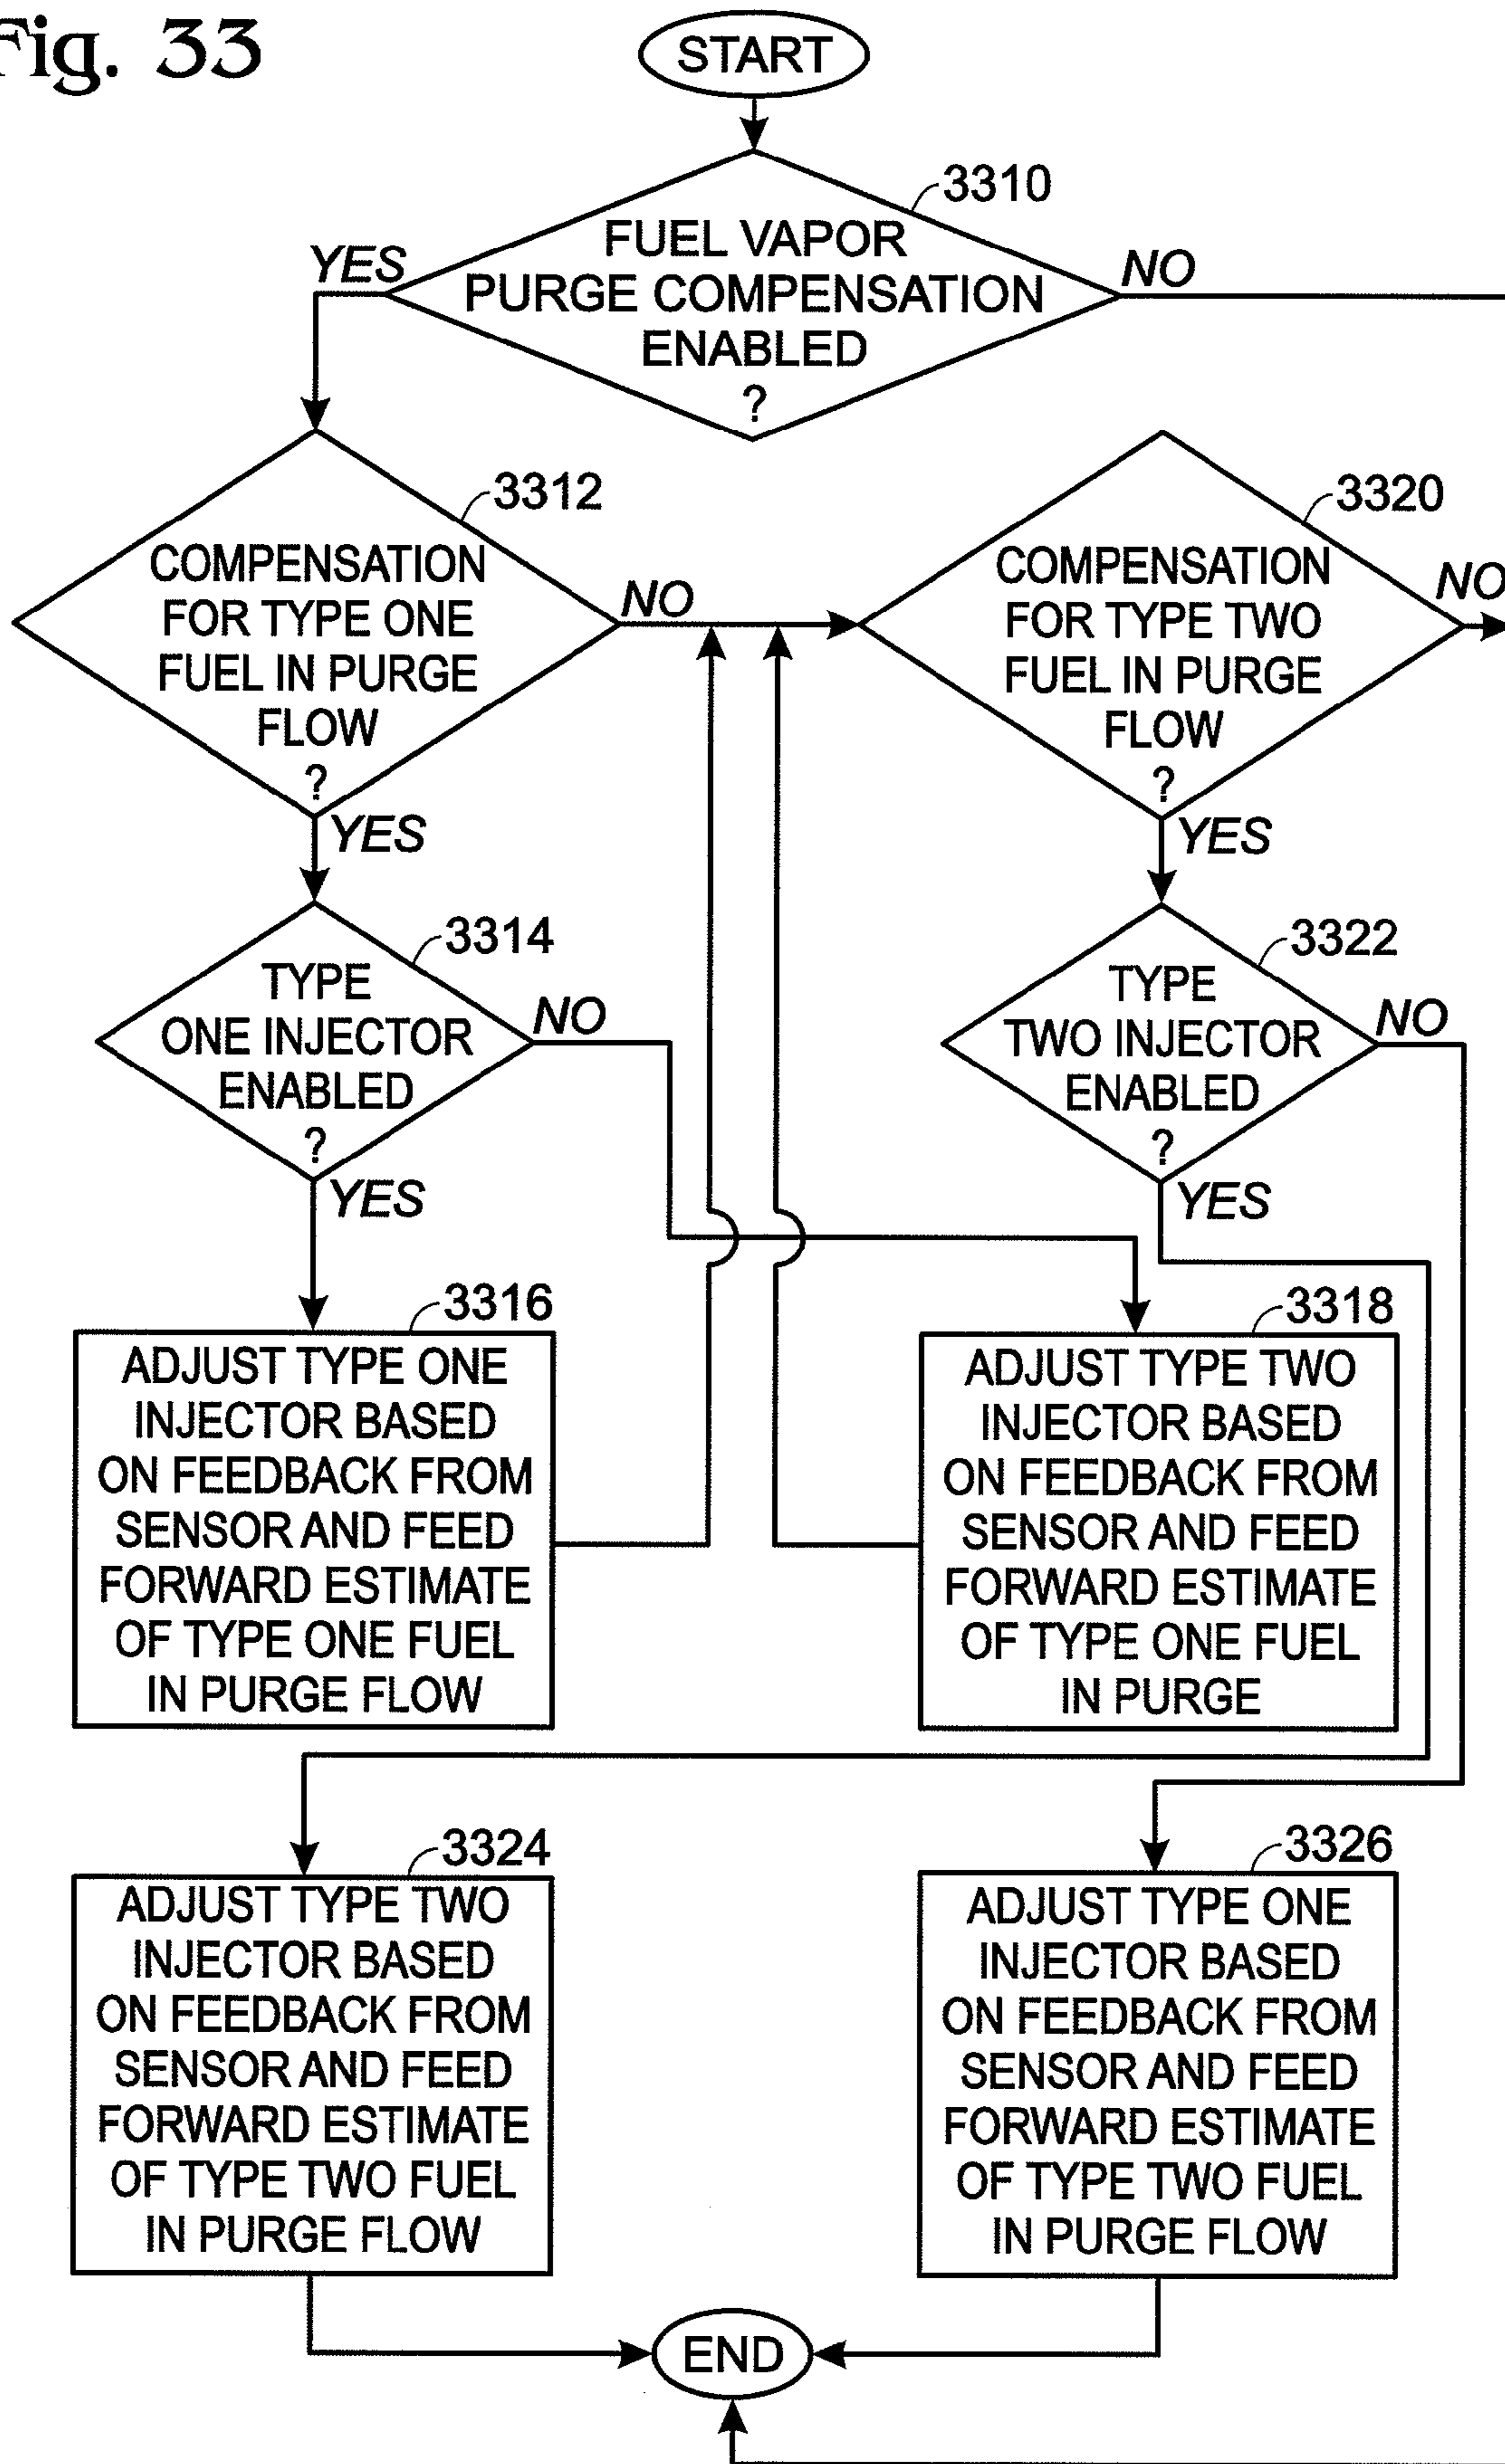 Fig. 33
START
3310
FUEL VAPOR
PURGE COMPENSATION
ENABLED
?
YES
NO
3312
COMPENSATION
FOR TYPE ONE
FUEL IN PURGE
FLOW
?
NO
YES
3320
COMPENSATION
FOR TYPE TWO
FUEL IN PURGE
FLOW
?
NO
YES
3314
TYPE
ONE INJECTOR
ENABLED
?
NO
YES
3322
TYPE
TWO INJECTOR
ENABLED
?
NO
YES
3316
ADJUST TYPE ONE
INJECTOR BASED
ON FEEDBACK FROM
SENSOR AND FEED
FORWARD ESTIMATE
OF TYPE ONE FUEL
IN PURGE FLOW
3318
ADJUST TYPE TWO
INJECTOR BASED
ON FEEDBACK FROM
SENSOR AND FEED
FORWARD ESTIMATE
OF TYPE ONE FUEL
IN PURGE
3324
ADJUST TYPE TWO
INJECTOR BASED
ON FEEDBACK FROM
SENSOR AND FEED
FORWARD ESTIMATE
OF TYPE TWO FUEL
IN PURGE FLOW
3326
ADJUST TYPE ONE
INJECTOR BASED
ON FEEDBACK FROM
SENSOR AND FEED
FORWARD ESTIMATE
OF TYPE TWO FUEL
IN PURGE FLOW
END